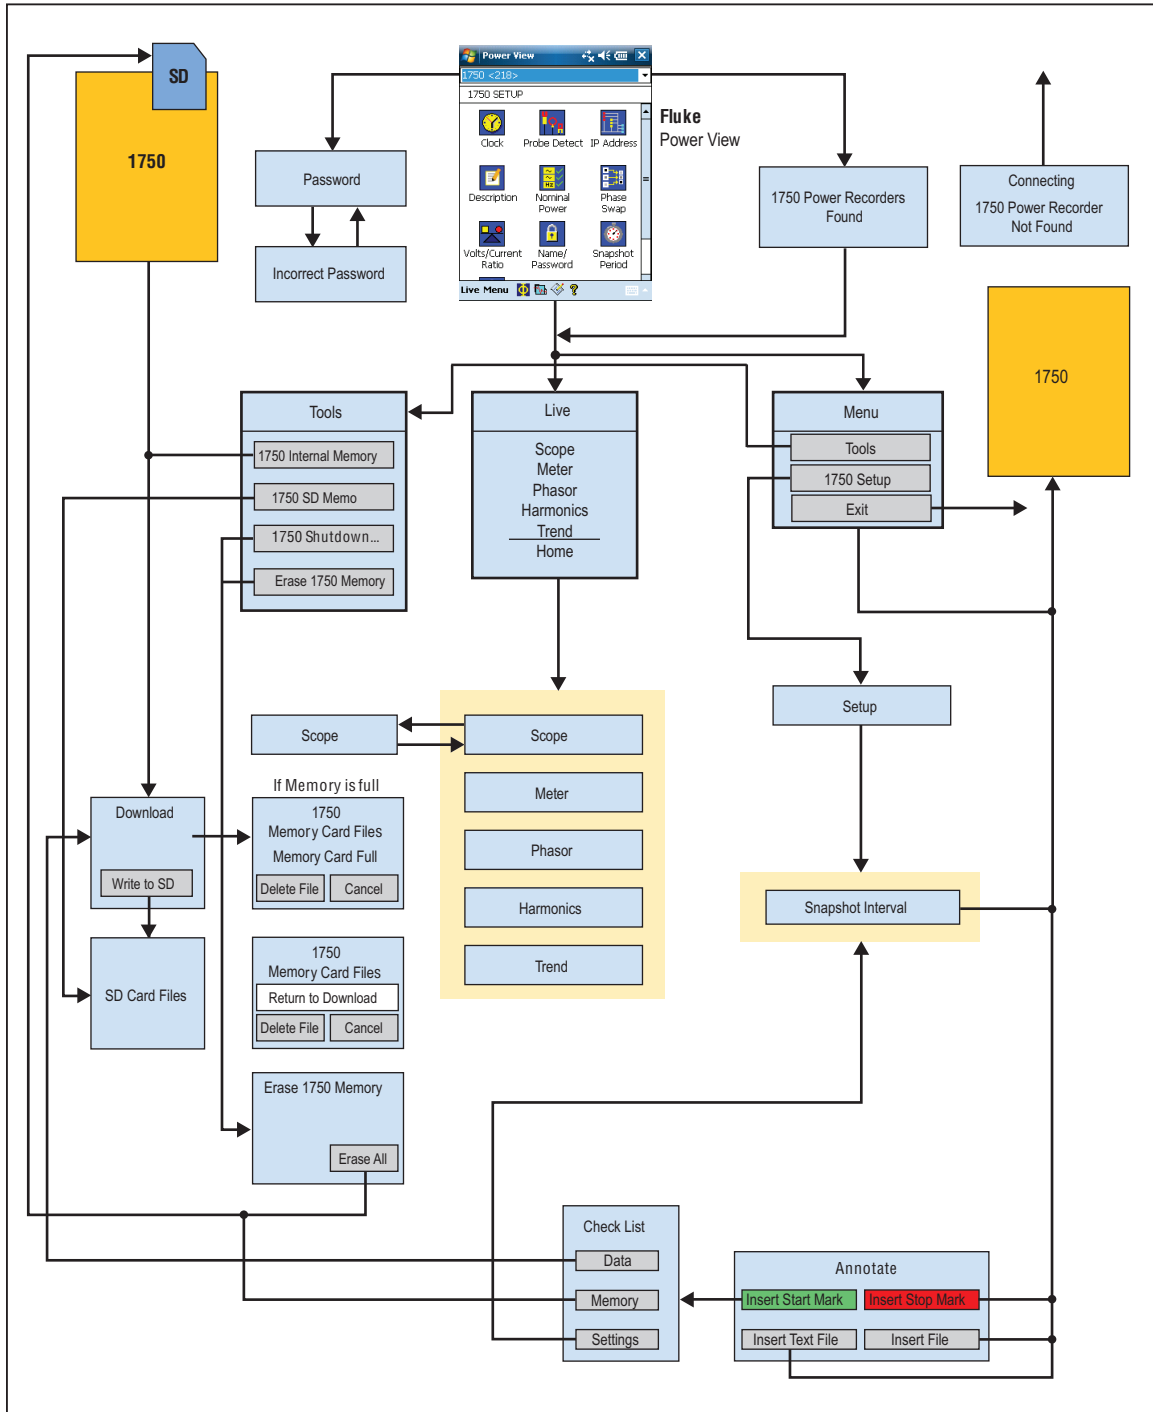 SD
1750
Power View
1750 <218>
1750 SETUP
Clock
Probe Detect
IP Address
Description
Nominal
Power
Phase
Swap
Volts/Current
Ratio
Name/
Password
Snapshot
Period
Live Menu
Fluke
Power View
Password
Incorrect Password
1750 Power Recorders
Found
Connecting
1750 Power Recorder
Not Found
1750
Tools
1750 Internal Memory
1750 SD Memo
1750 Shutdown...
Erase 1750 Memory
Live
Scope
Meter
Phasor
Harmonics
Trend
Home
Menu
Tools
1750 Setup
Exit
Setup
Scope
Scope
Meter
Phasor
Harmonics
Trend
If Memory is full
Download
Write to SD
1750
Memory Card Files
Memory Card Full
Delete File
Cancel
Snapshot Interval
SD Card Files
1750
Memory Card Files
Return to Download
Delete File
Cancel
Erase 1750 Memory
Erase All
Check List
Data
Memory
Settings
Annotate
Insert Start Mark
Insert Stop Mark
Insert Text File
Insert File